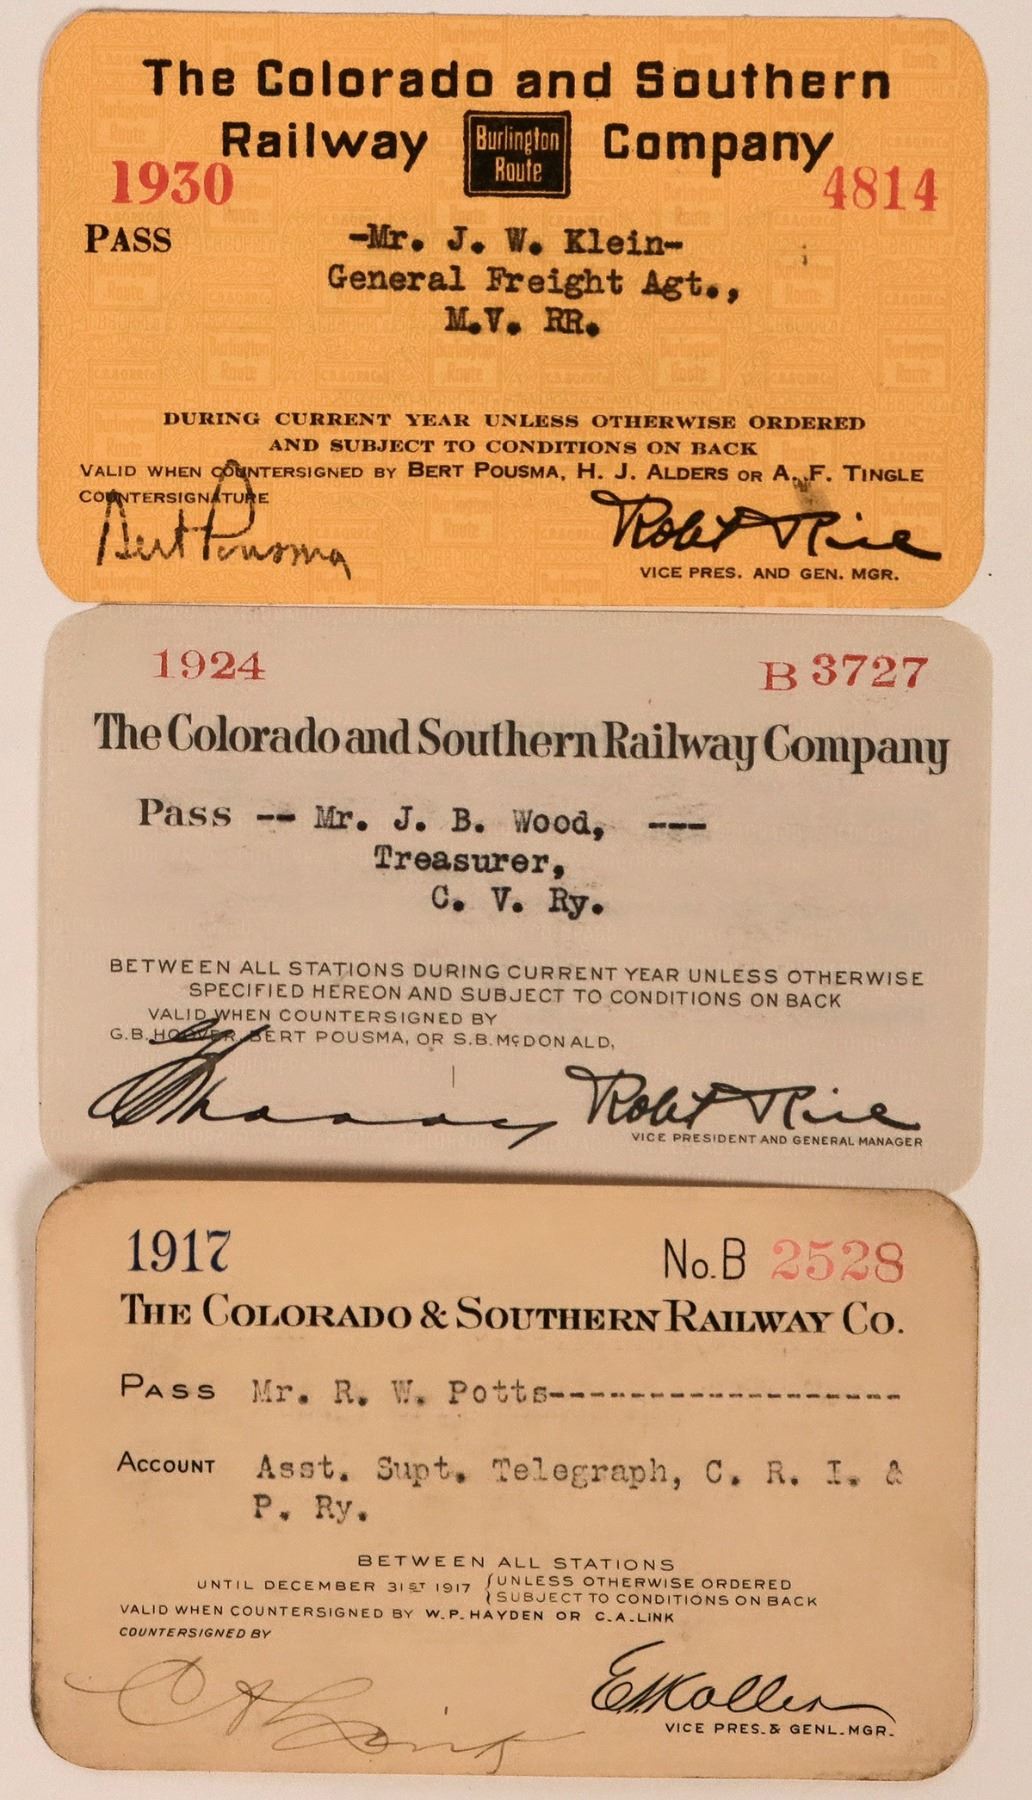 The Colorado and Southern
Railway Burlington Route Company
1930 4814
PASS -Mr. J. W. Klein-
General Freight Agt.,
M.V. RR.
DURING CURRENT YEAR UNLESS OTHERWISE ORDERED
AND SUBJECT TO CONDITIONS ON BACK
VALID WHEN COUNTERSIGNED BY BERT POUSMA, H. J. ALDERS OR A. F. TINGLE
COUNTERSIGNATURE
Bert Pousma Robt Rice
VICE PRES. AND GEN. MGR.
1924 B 3727
The Colorado and Southern Railway Company
Pass -- Mr. J. B. Wood, ---
Treasurer,
C. V. Ry.
BETWEEN ALL STATIONS DURING CURRENT YEAR UNLESS OTHERWISE
SPECIFIED HEREON AND SUBJECT TO CONDITIONS ON BACK
VALID WHEN COUNTERSIGNED BY
G.B. HOOVER, BERT POUSMA, OR S.B. McDONALD,
Robt Rice
VICE PRESIDENT AND GENERAL MANAGER
1917 No. B 2528
THE COLORADO & SOUTHERN RAILWAY CO.
PASS Mr. R. W. Potts-------------------
ACCOUNT Asst. Supt. Telegraph, C. R. I. &
P. Ry.
BETWEEN ALL STATIONS
UNTIL DECEMBER 31ST 1917 { UNLESS OTHERWISE ORDERED
SUBJECT TO CONDITIONS ON BACK
VALID WHEN COUNTERSIGNED BY W.P. HAYDEN OR C.A. LINK
COUNTERSIGNED BY
C A Link
VICE PRES. & GENL. MGR.